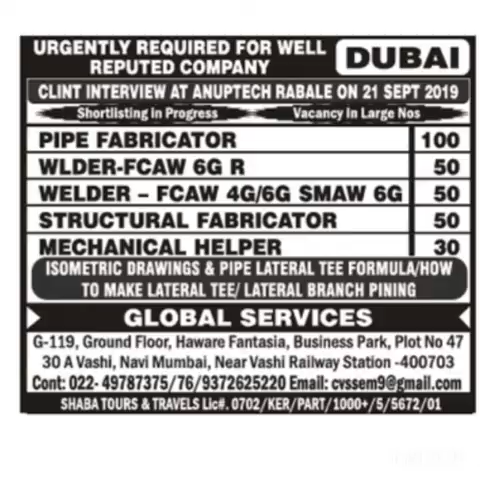 URGENTLY REQUIRED FOR WELL
REPUTED COMPANY
DUBAI
CLINT INTERVIEW AT ANUPTECH RABALE ON 21 SEPT 2019
Shortlisting In Progress Vacancy In Large Nos
PIPE FABRICATOR 100
WLDER-FCAW 6G R 50
WELDER – FCAW 4G/6G SMAW 6G 50
STRUCTURAL FABRICATOR 50
MECHANICAL HELPER 30
ISOMETRIC DRAWINGS & PIPE LATERAL TEE FORMULA/HOW
TO MAKE LATERAL TEE/ LATERAL BRANCH PINING
GLOBAL SERVICES
G-119, Ground Floor, Haware Fantasia, Business Park, Plot No 47
30 A Vashi, Navi Mumbai, Near Vashi Railway Station -400703
Cont: 022- 49787375/76/9372625220 Email: cvssem9@gmail.com
SHABA TOURS & TRAVELS Lic#. 0702/KER/PART/1000+/5/5672/01